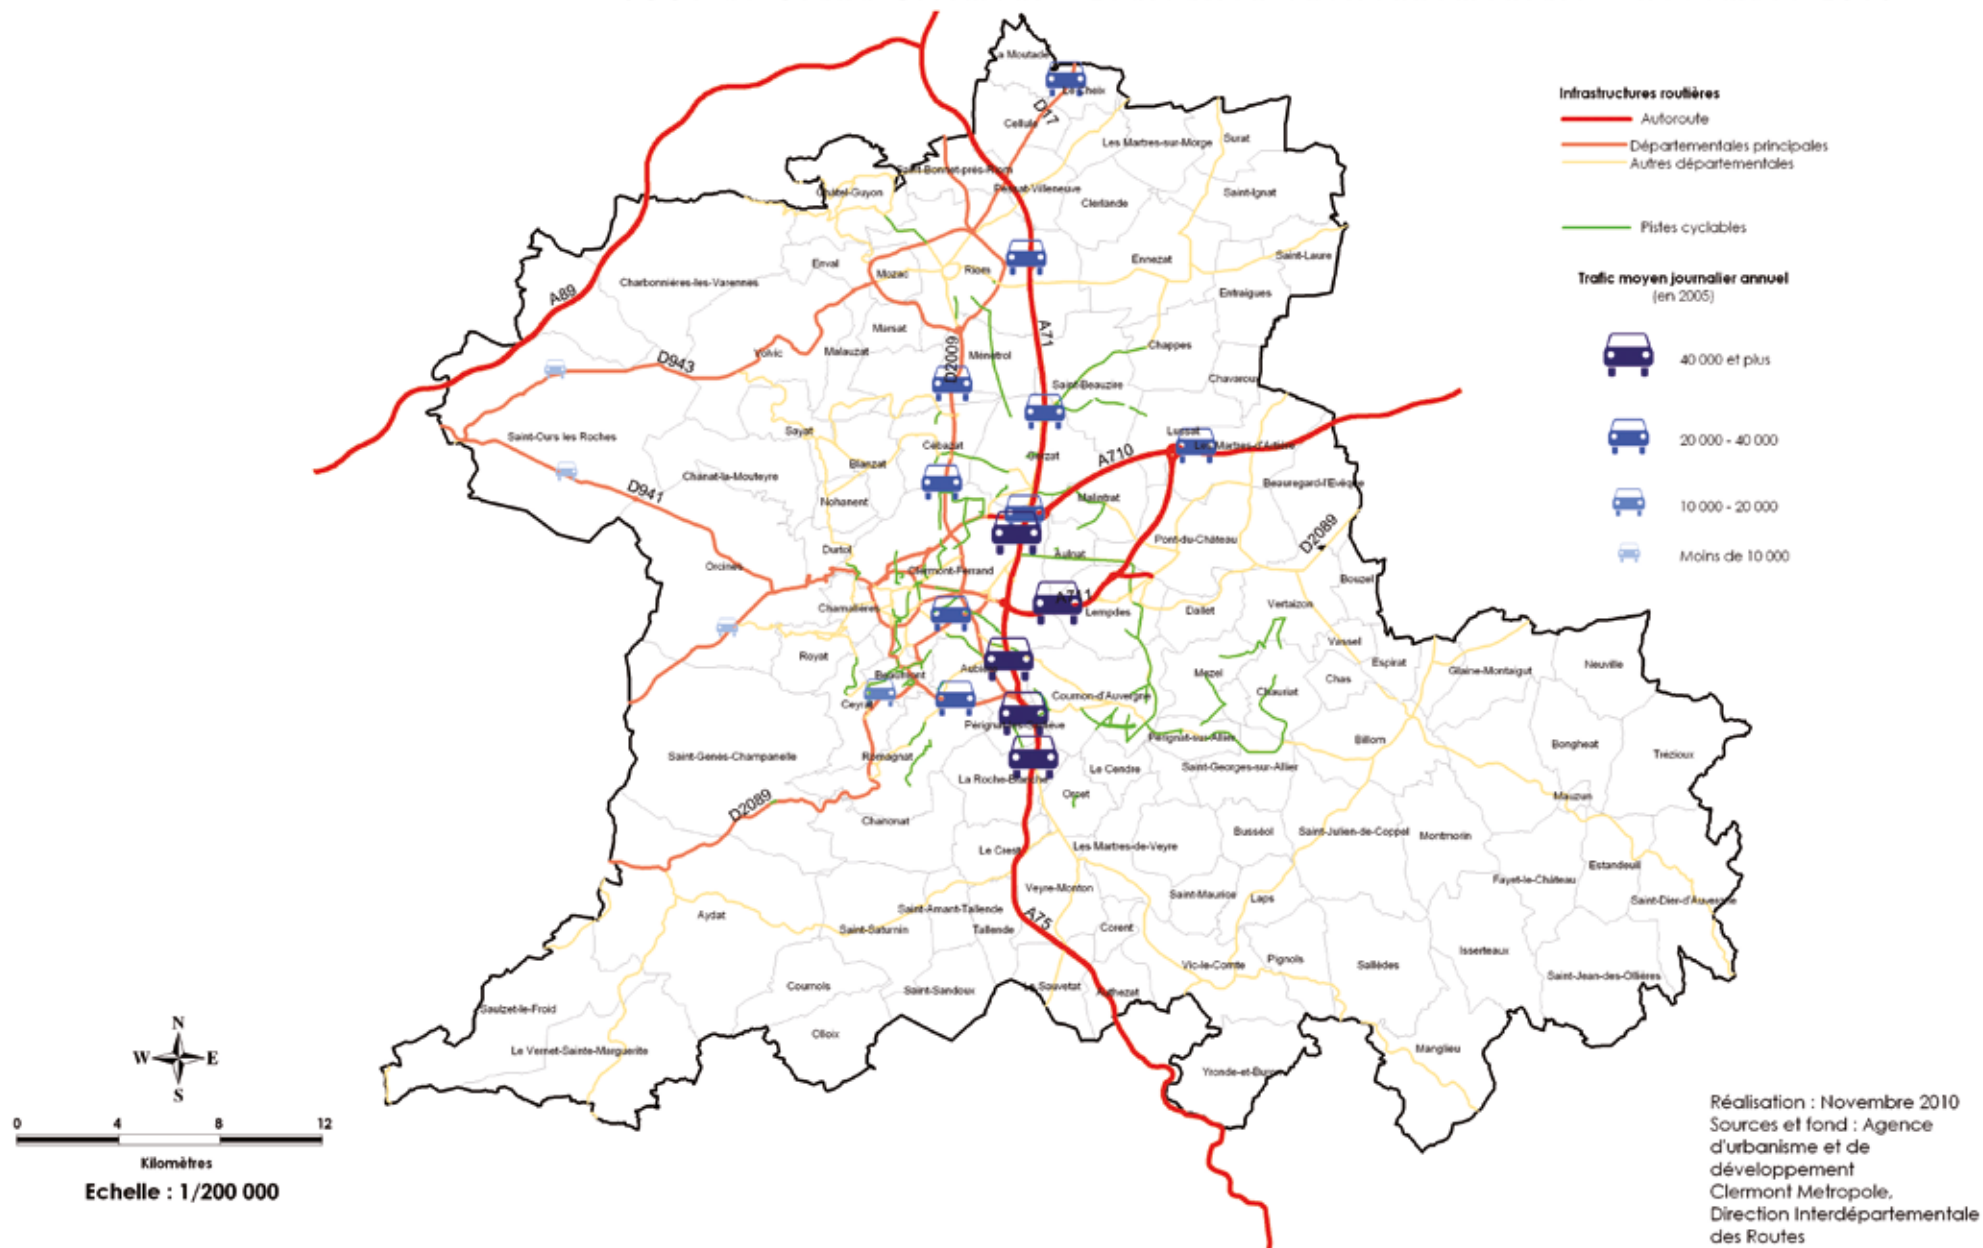 La Moutade
Le Cheix
Infrastructures routières
Autoroute
Départementales principales
Autres départementales
Pistes cyclables
Trafic moyen journalier annuel
(en 2005)
40 000 et plus
20 000 - 40 000
10 000 - 20 000
Moins de 10 000
D17
Cellule
Les Martres-sur-Morge
Surat
Saint-Bonnet-près-Riom
Châtel-Guyon
Pessat-Villeneuve
Clerlande
Saint-Ignat
Enval
Mozac
Riom
Ennezat
Saint-Laure
Charbonnières-les-Varennes
A89
Entraigues
Marsat
A71
D2009
Volvic
Malauzat
Ménétrol
Chappes
D943
Saint-Beauzire
Chavaroux
Saint-Ours les Roches
Sayat
Cébazat
Lussat
Les Martres-d'Artière
Gerzat
A710
Blanzat
Chanat-la-Mouteyre
Beauregard-l'Evêque
D941
Nohanent
Malintrat
D2089
Durtol
Aulnat
Pont-du-Château
Orcines
Clermont-Ferrand
Bouzel
Chamalières
A711
Lempdes
Dallet
Vertaizon
Royat
Vassel
Espirat
Glaine-Montaigut
Neuville
Aubière
Beaumont
Mezel
Chas
Chauriat
Ceyrat
Cournon-d'Auvergne
Pérignat-sur-Allier
Billom
Bongheat
Trézioux
Saint-Genès-Champanelle
Romagnat
La Roche-Blanche
Le Cendre
Saint-Georges-sur-Allier
Orcet
Mauzun
D2089
Chanonat
Busséol
Saint-Julien-de-Coppel
Montmorin
Le Crest
Les Martres-de-Veyre
Estandeuil
Fayet-le-Château
Veyre-Monton
Saint-Maurice
Laps
Saint-Dier-d'Auvergne
Aydat
Saint-Amant-Tallende
A75
Saint-Saturnin
Tallende
Corent
Isserteaux
Vic-le-Comte
Pignols
Sallèdes
Saint-Jean-des-Ollières
Cournols
Saint-Sandoux
La Sauvetat
Authezat
Saulzet-le-Froid
Olloix
Le Vernet-Sainte-Marguerite
Manglieu
Yronde-et-Buron
N
W E
S
0 4 8 12
Kilomètres
Echelle : 1/200 000
Réalisation : Novembre 2010
Sources et fond : Agence
d'urbanisme et de
développement
Clermont Metropole,
Direction Interdépartementale
des Routes